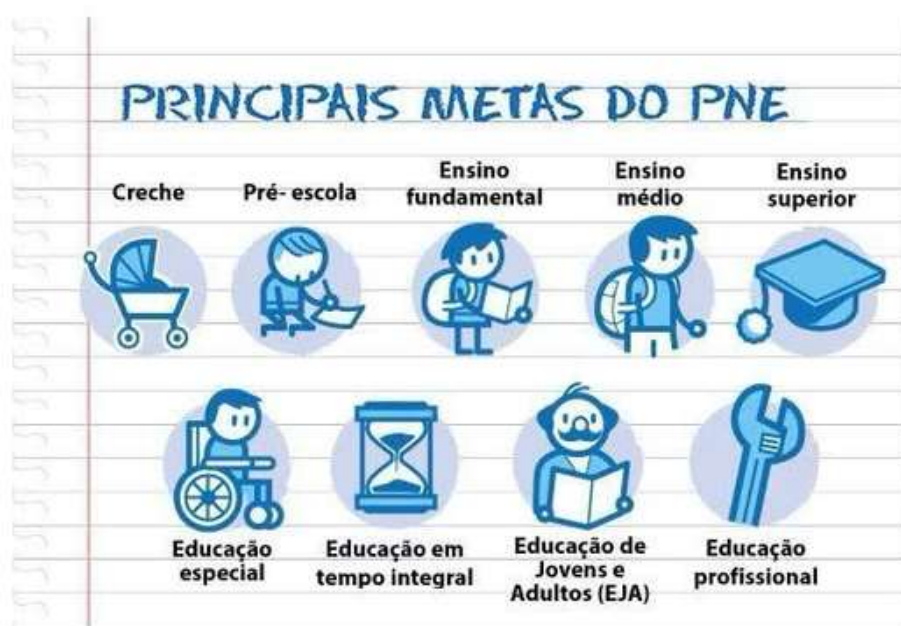 PRINCIPAIS METAS DO PNE
Creche
Pré- escola
Ensino
fundamental
Ensino
médio
Ensino
superior
Educação
especial
Educação em
tempo integral
Educação de
Jovens e
Adultos (EJA)
Educação
profissional